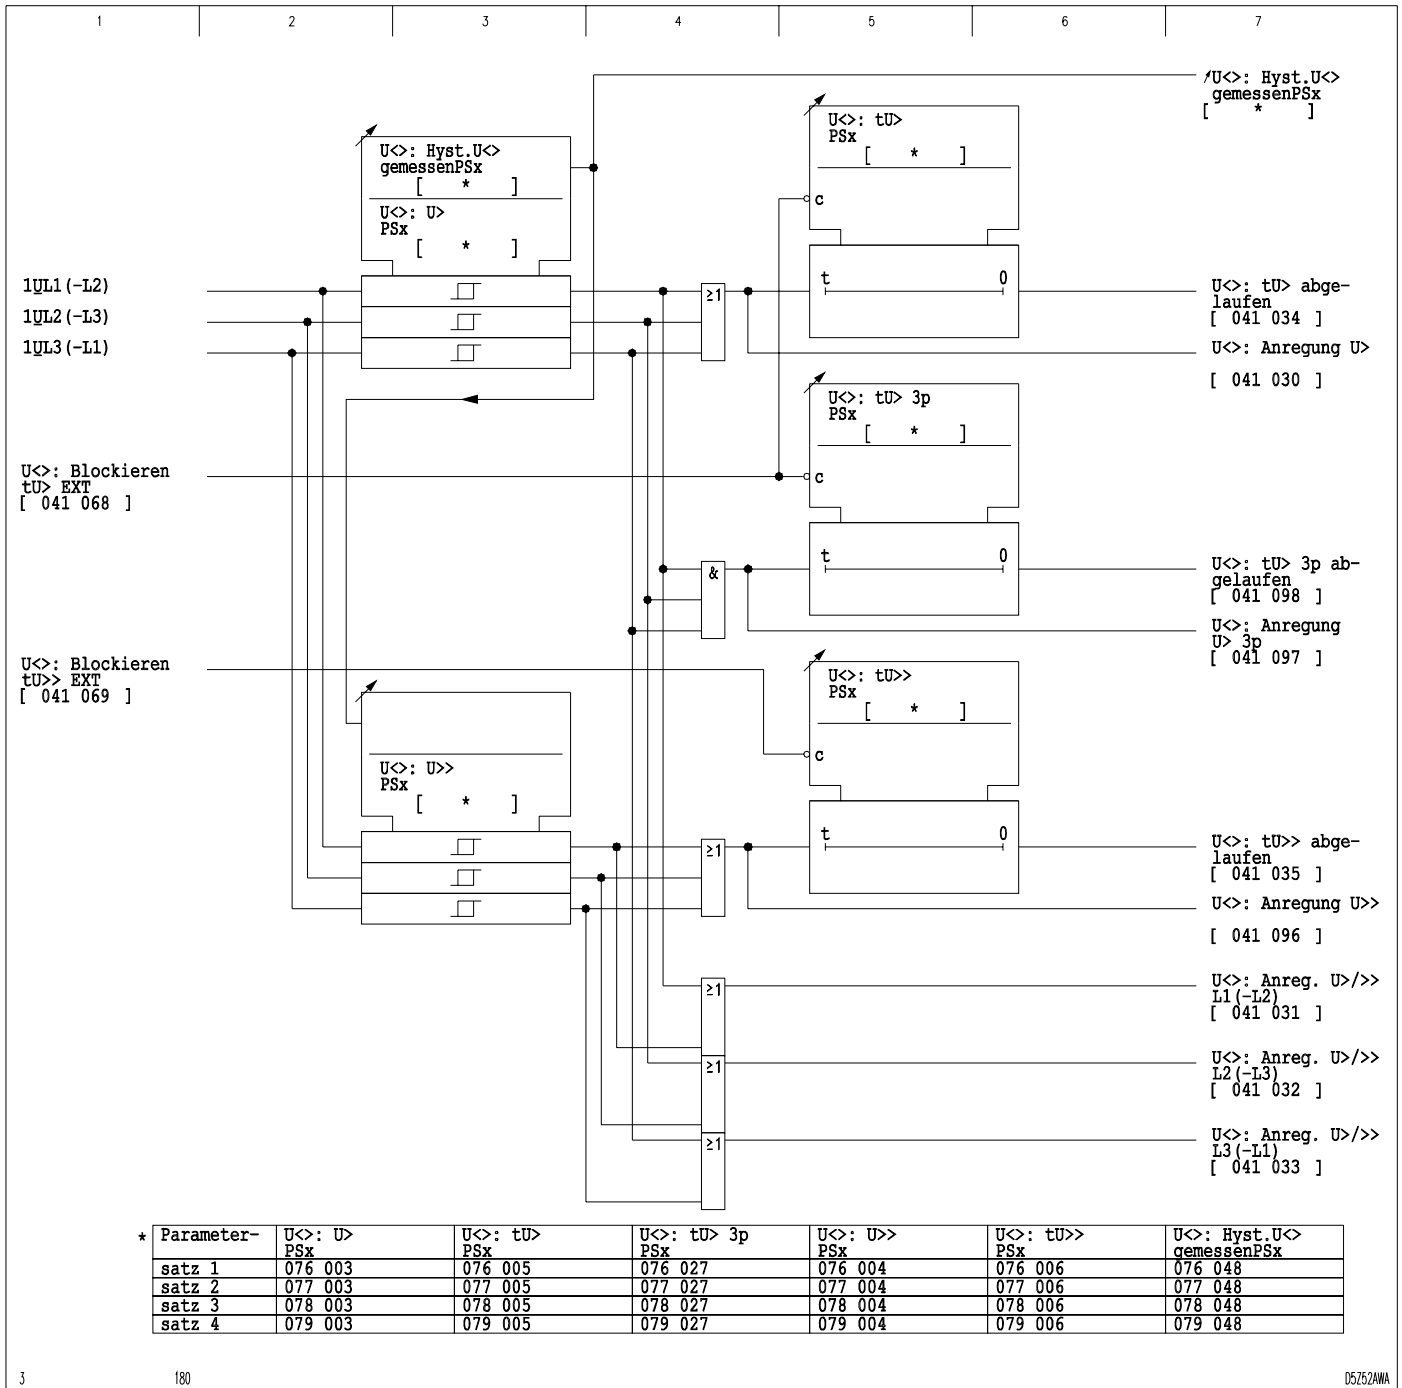 1 2 3 4 5 6 7
U<>: Hyst.U<>
gemessenPSx
[ * ]
U<>: tU>
PSx
[ * ]
c
t 0
U<>: Hyst.U<>
gemessenPSx
[ * ]
U<>: U>
PSx
[ * ]
1UL1(-L2)
1UL2(-L3)
1UL3(-L1)
≥1
U<>: tU> abge-
laufen
[ 041 034 ]
U<>: Anregung U>
[ 041 030 ]
U<>: tU> 3p
PSx
[ * ]
c
t 0
U<>: Blockieren
tU> EXT
[ 041 068 ]
&
U<>: tU> 3p ab-
gelaufen
[ 041 098 ]
U<>: Anregung
U> 3p
[ 041 097 ]
U<>: Blockieren
tU>> EXT
[ 041 069 ]
U<>: tU>>
PSx
[ * ]
c
t 0
U<>: U>>
PSx
[ * ]
≥1
U<>: tU>> abge-
laufen
[ 041 035 ]
U<>: Anregung U>>
[ 041 096 ]
≥1
U<>: Anreg. U>/>>
L1(-L2)
[ 041 031 ]
≥1
U<>: Anreg. U>/>>
L2(-L3)
[ 041 032 ]
≥1
U<>: Anreg. U>/>>
L3(-L1)
[ 041 033 ]
* Parameter- U<>: U> U<>: tU> U<>: tU> 3p U<>: U>> U<>: tU>> U<>: Hyst.U<>
PSx PSx PSx PSx PSx gemessenPSx
satz 1 076 003 076 005 076 027 076 004 076 006 076 048
satz 2 077 003 077 005 077 027 077 004 077 006 077 048
satz 3 078 003 078 005 078 027 078 004 078 006 078 048
satz 4 079 003 079 005 079 027 079 004 079 006 079 048
3 180 D5Z52AWA